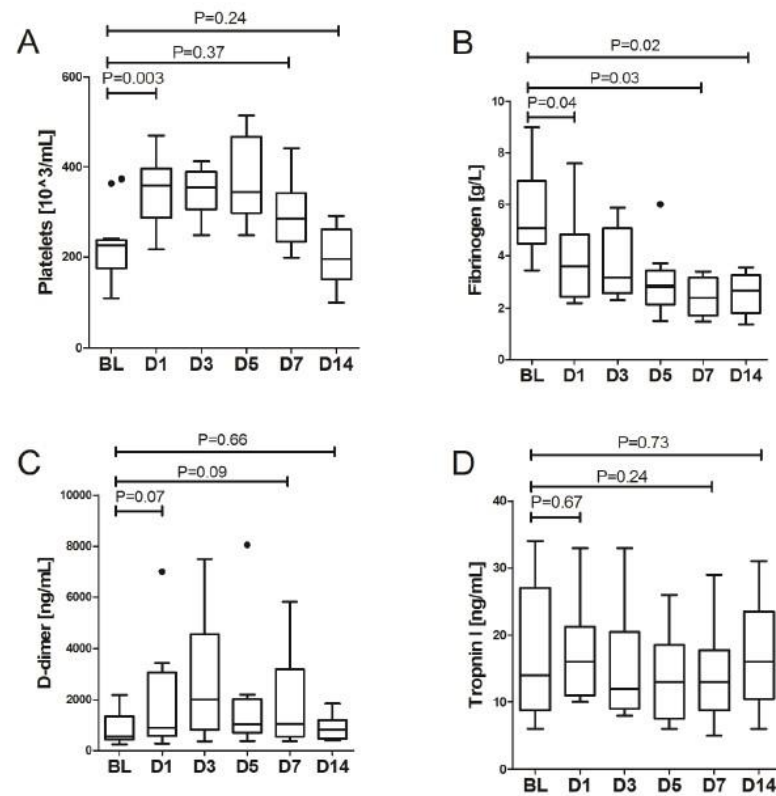 A
P=0.24
P=0.37
P=0.003
Platelets [10^3/mL]
600
400
200
0
BL D1 D3 D5 D7 D14
B
P=0.02
P=0.03
P=0.04
Fibrinogen [g/L]
10
8
6
4
2
0
BL D1 D3 D5 D7 D14
C
P=0.66
P=0.09
P=0.07
D-dimer [ng/mL]
10000
8000
6000
4000
2000
0
BL D1 D3 D5 D7 D14
D
P=0.73
P=0.24
P=0.67
Tropnin I [ng/mL]
40
30
20
10
0
BL D1 D3 D5 D7 D14